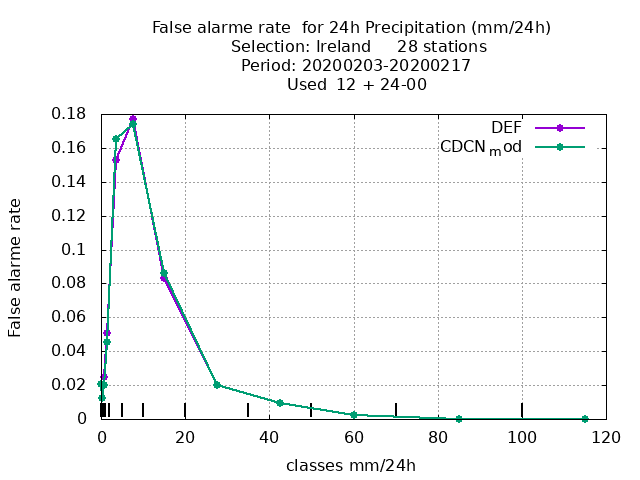 False alarme rate  for 24h Precipitation (mm/24h)
Selection: Ireland     28 stations
Period: 20200203-20200217
Used  12 + 24-00
DEF
CDCN_mod
0.18
0.16
0.14
0.12
0.1
0.08
0.06
0.04
0.02
0
False alarme rate
0 20 40 60 80 100 120
classes mm/24h